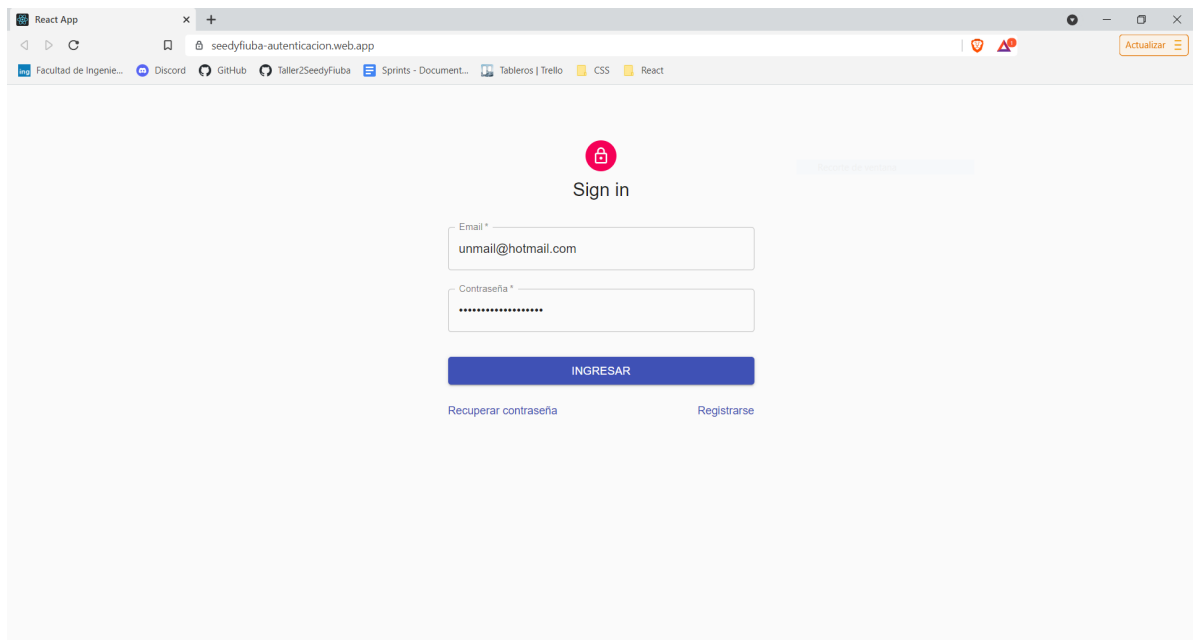 React App
seedyfiuba-autenticacion.web.app
Actualizar
ing Facultad de Ingenie... Discord GitHub Taller2SeedyFiuba Sprints - Document... Tableros | Trello CSS React
Sign in
Email *
unmail@hotmail.com
Contraseña *
•••••••••••••••••••
INGRESAR
Recuperar contraseña Registrarse